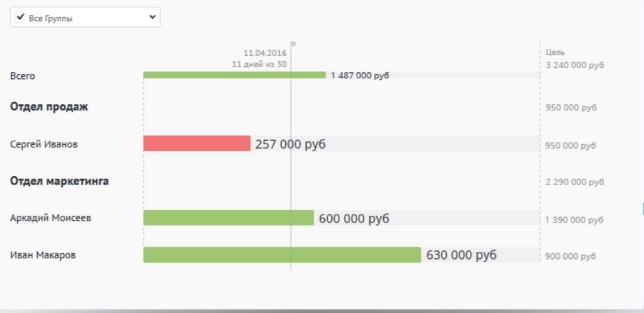 Все Группы
11.04.2016
11 дней из 30
Цель
3 240 000 руб
Всего
1 487 000 руб
Отдел продаж
950 000 руб
Сергей Иванов
257 000 руб
950 000 руб
Отдел маркетинга
2 290 000 руб
Аркадий Моисеев
600 000 руб
1 390 000 руб
Иван Макаров
630 000 руб
900 000 руб